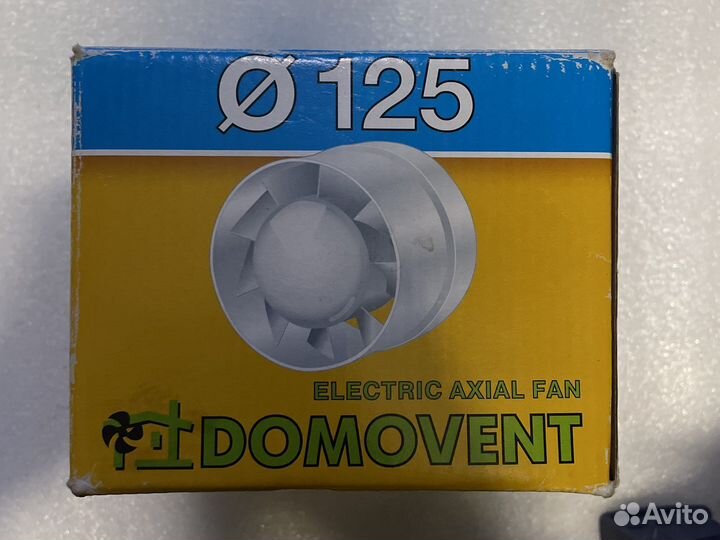 Ø 125
ELECTRIC AXIAL FAN
DOMOVENT
Avito